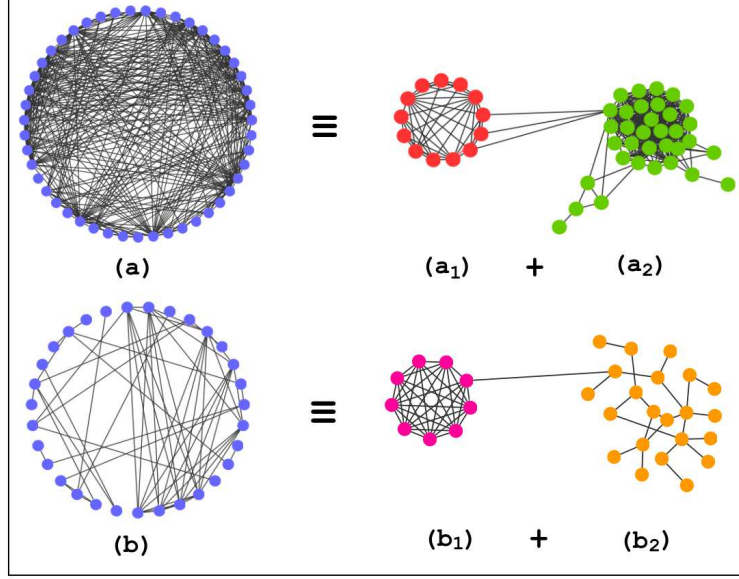 ≡
(a) (a₁) + (a₂)
≡
(b) (b₁) + (b₂)